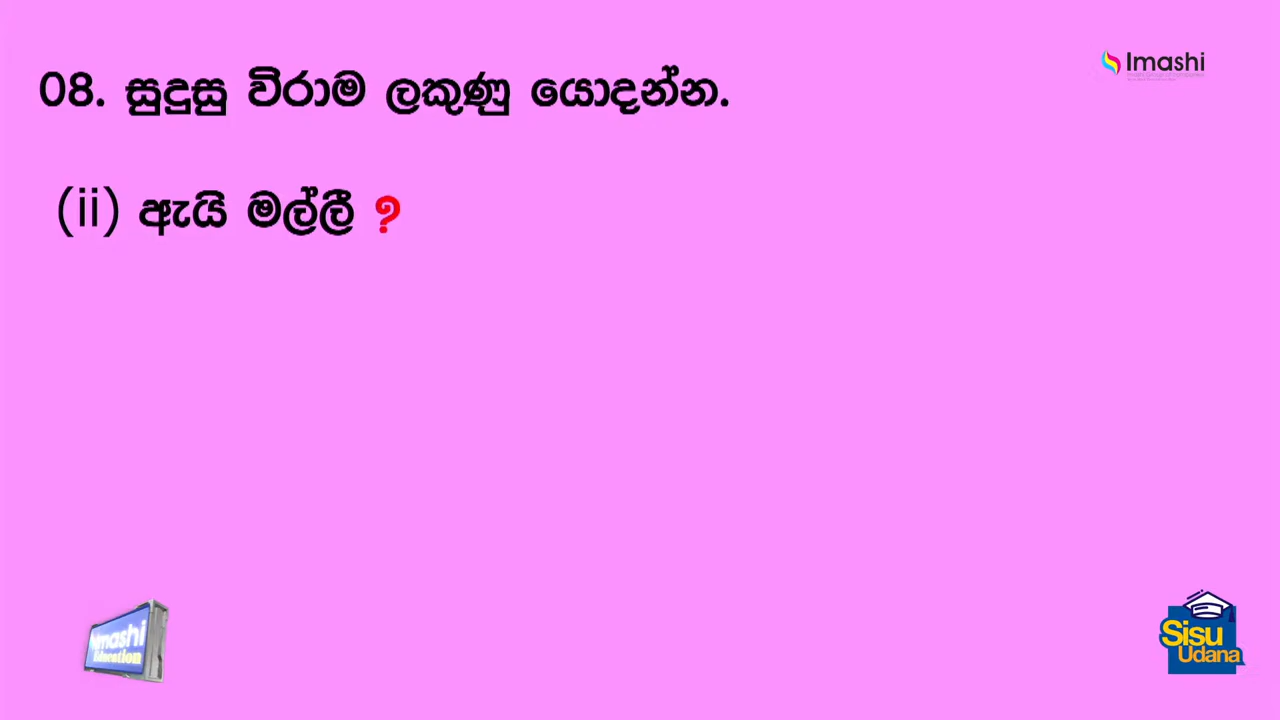 08. සුදුසු විරාම ලකුණු යොදන්න.
Imashi
(ii) ඇයි මල්ලී ?
Imashi
Education
Sisu
Udana